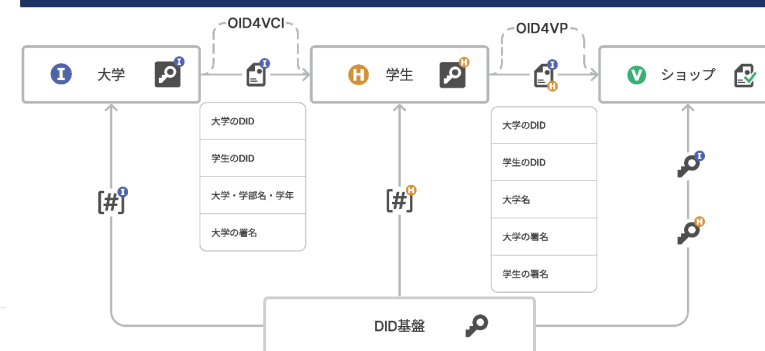 OID4VCI
OID4VP
I 大学 I
I
H 学生 H
I
H
V ショップ
大学のDID
学生のDID
大学・学部名・学年
大学の署名
大学のDID
学生のDID
大学名
大学の署名
学生の署名
[#] I
[#] H
I
H
DID基盤